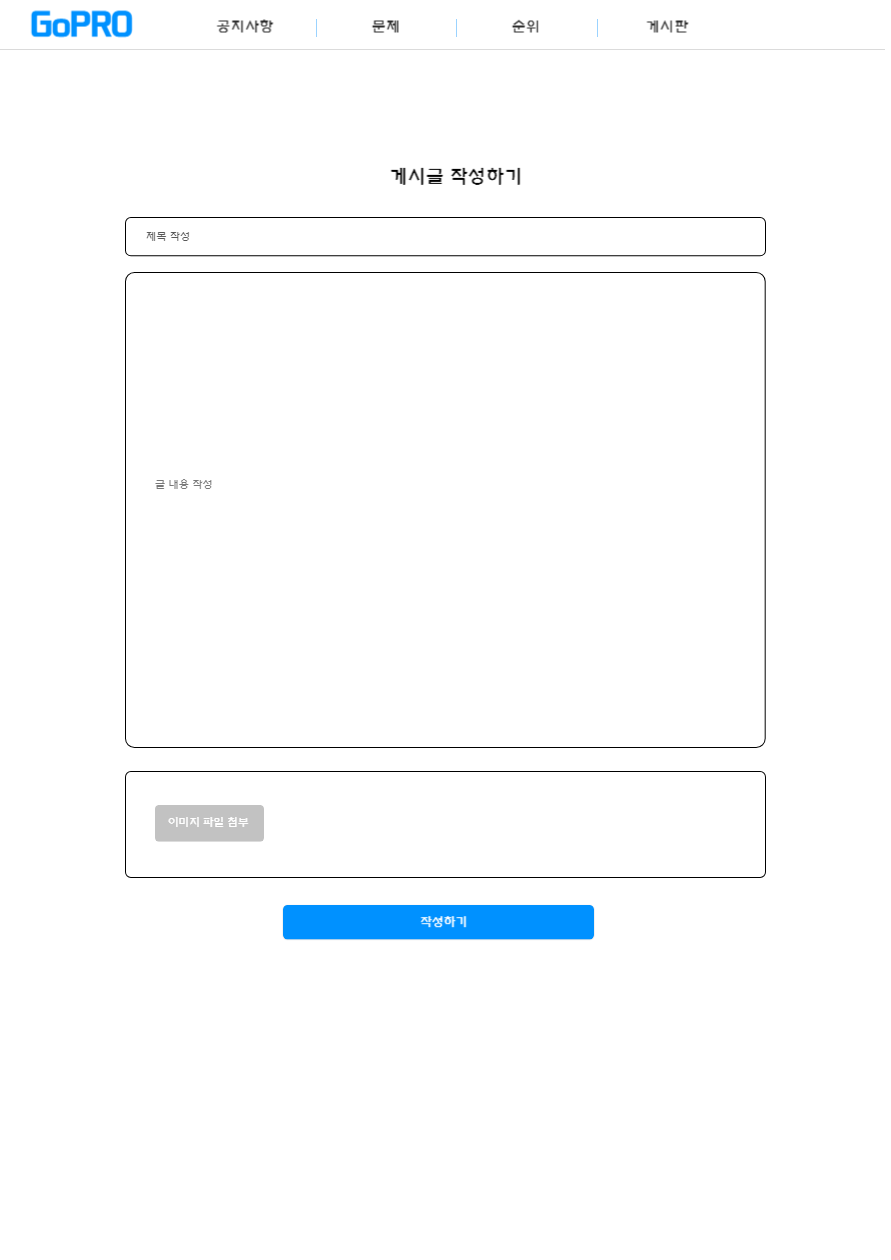 GoPRO 공지사항 문제 순위 게시판
게시글 작성하기
제목 작성
글 내용 작성
이미지 파일 첨부
작성하기